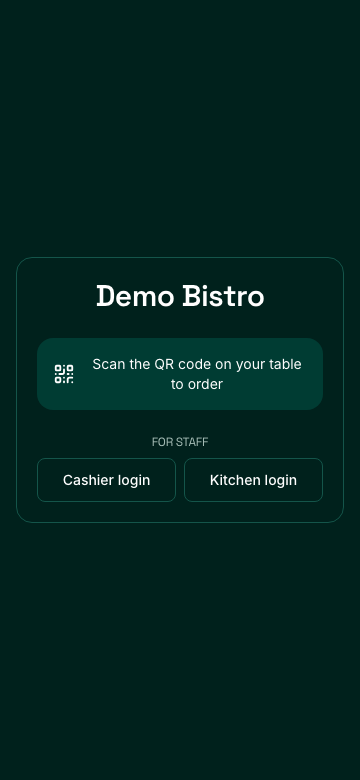 Demo Bistro
Scan the QR code on your table
to order
FOR STAFF
Cashier login
Kitchen login